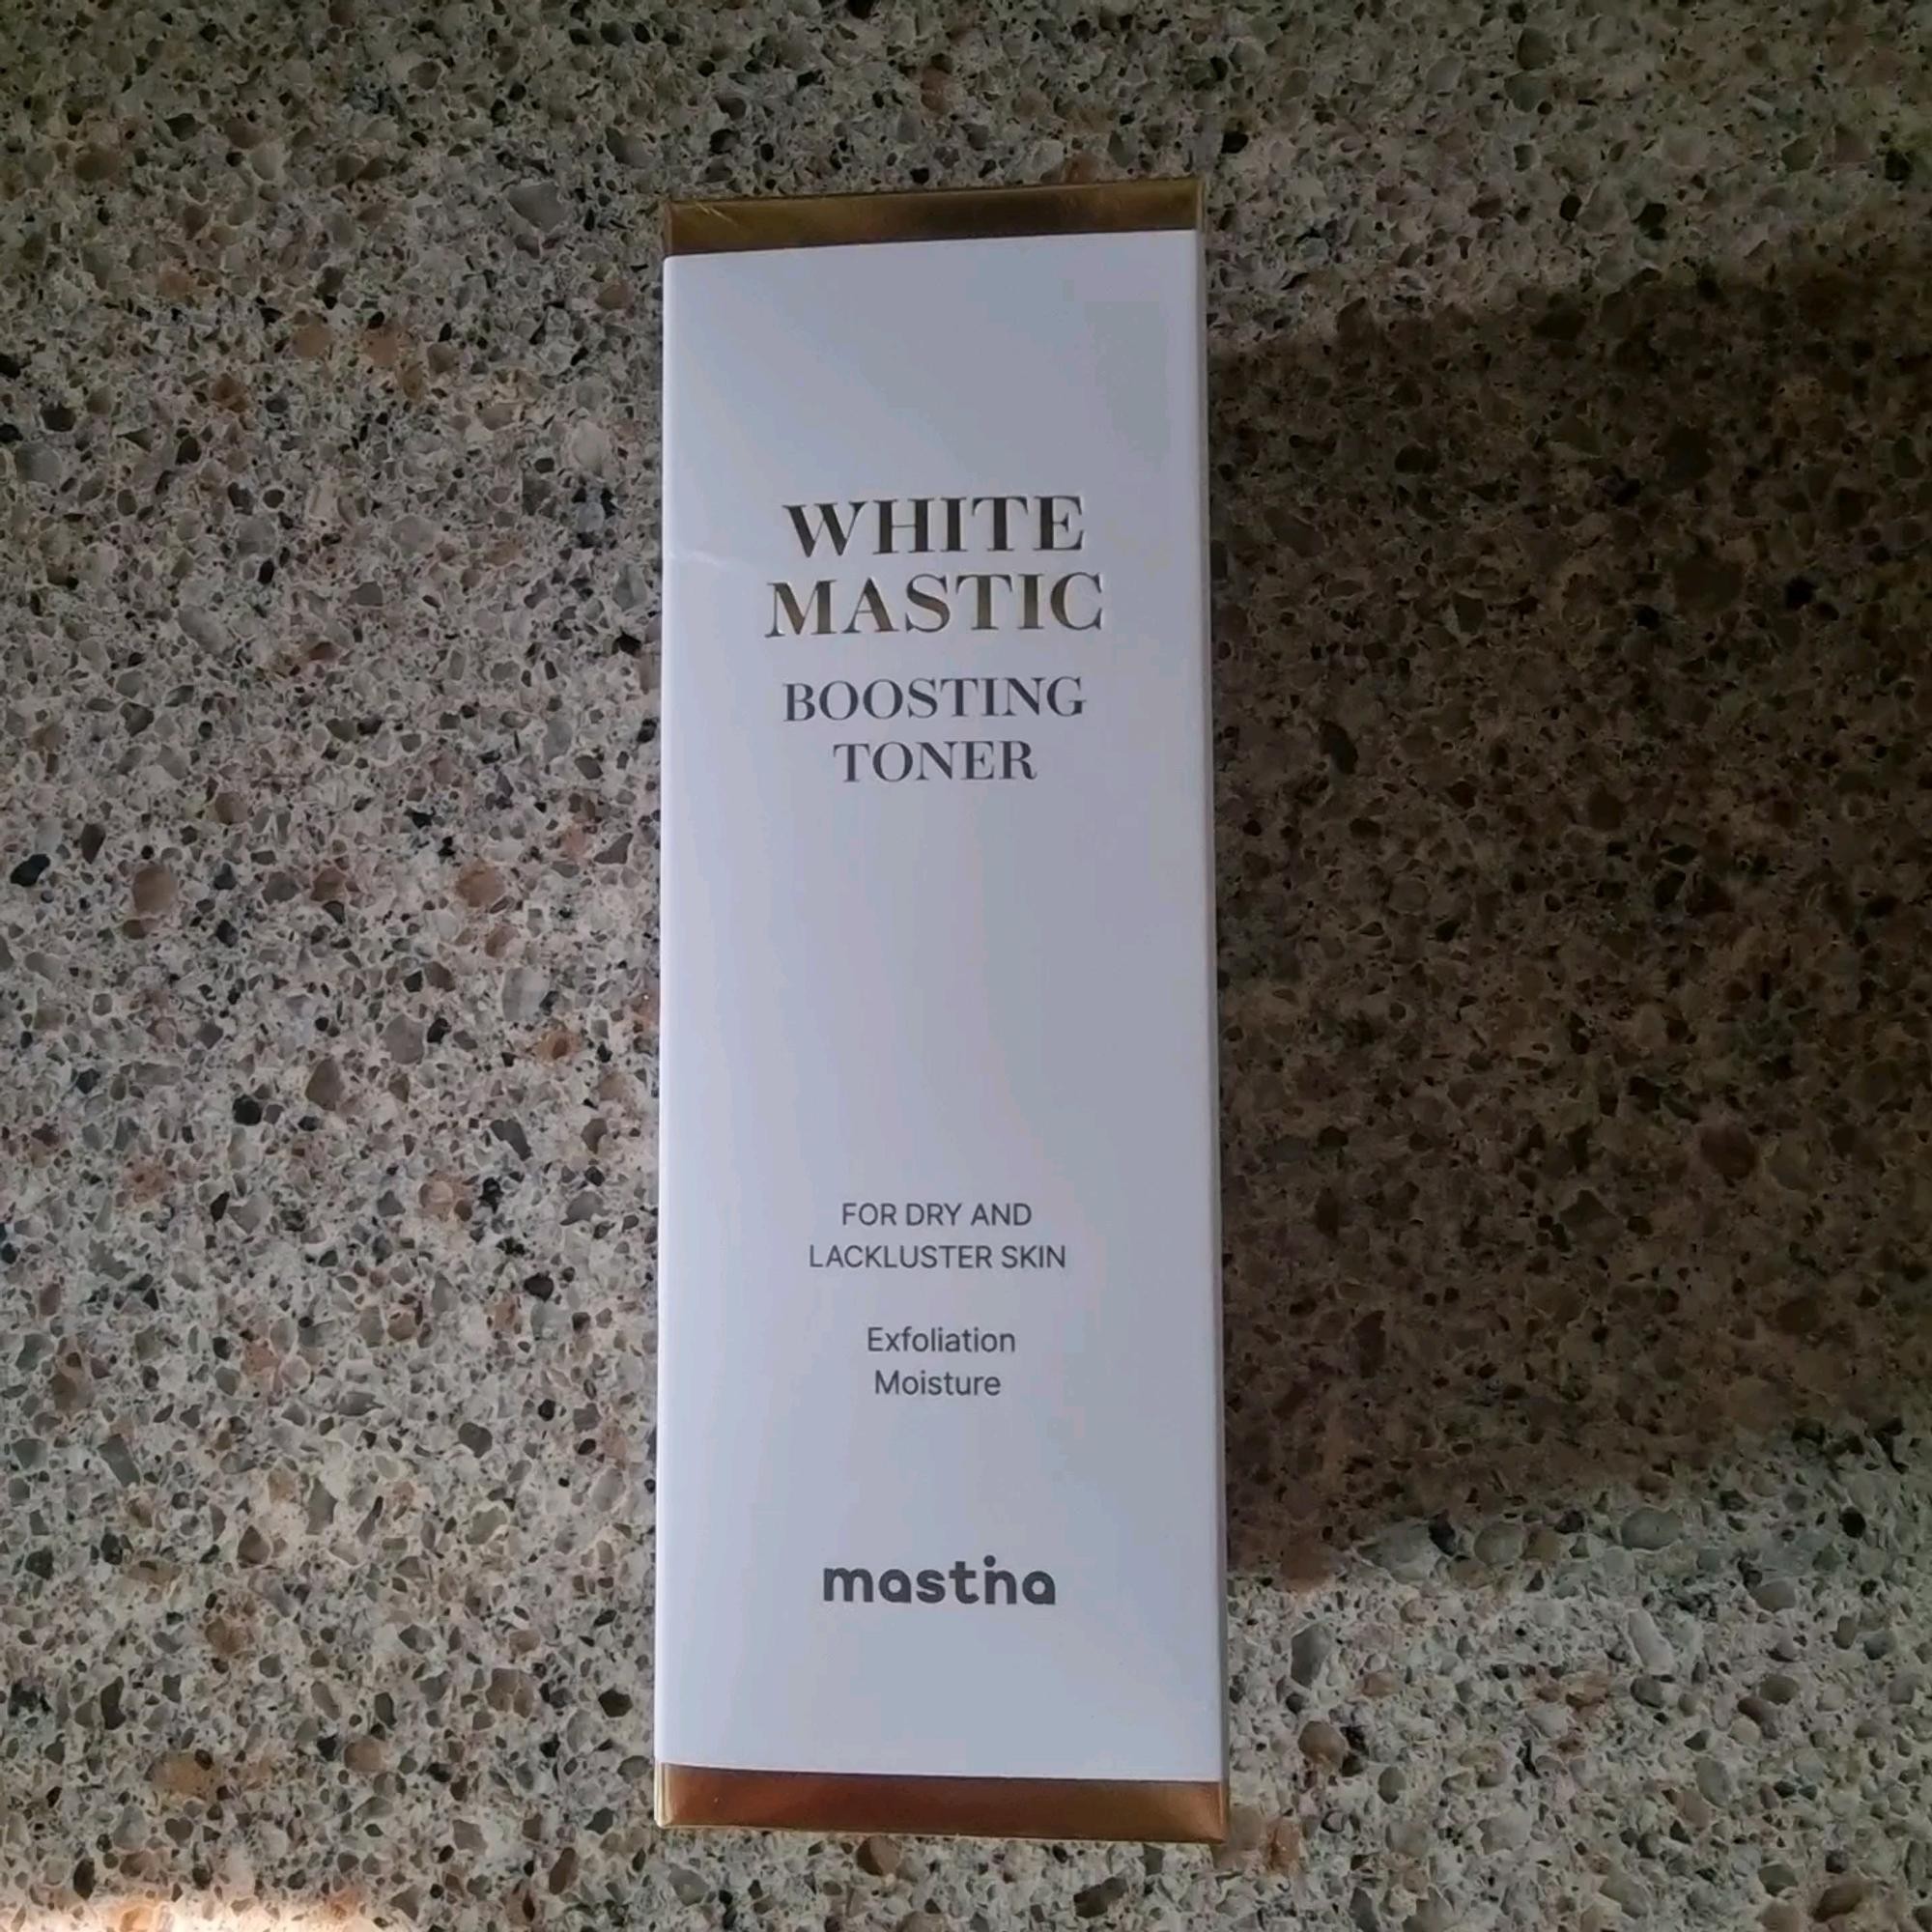 WHITE
MASTIC
BOOSTING
TONER
FOR DRY AND
LACKLUSTER SKIN
Exfoliation
Moisture
mastina